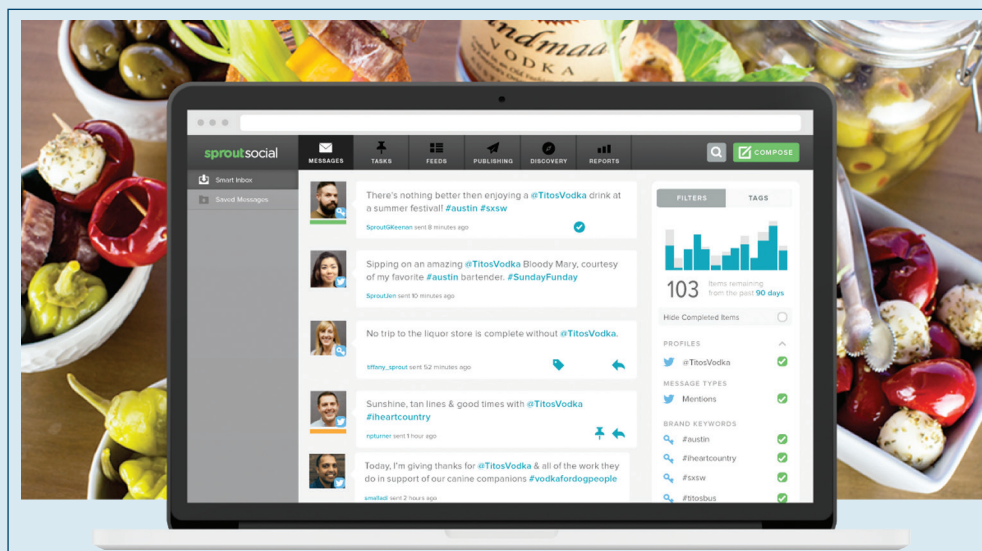 ndmad
VODKA
sproutsocial
MESSAGES
TASKS
FEEDS
PUBLISHING
DISCOVERY
REPORTS
COMPOSE
Smart Inbox
Saved Messages
There's nothing better then enjoying a @TitosVodka drink at
a summer festival! #austin #sxsw
SproutGKeenan sent 8 minutes ago
Sipping on an amazing @TitosVodka Bloody Mary, courtesy
of my favorite #austin bartender. #SundayFunday
SproutJen sent 10 minutes ago
No trip to the liquor store is complete without @TitosVodka.
tiffany_sprout sent 52 minutes ago
Sunshine, tan lines & good times with @TitosVodka
#iheartcountry
npturner sent 1 hour ago
Today, I'm giving thanks for @TitosVodka & all of the work they
do in support of our canine companions #vodkafordogpeople
smalladi sent 2 hours ago
FILTERS
TAGS
103
Items remaining
from the past 90 days
Hide Completed Items
PROFILES
@TitosVodka
MESSAGE TYPES
Mentions
BRAND KEYWORDS
#austin
#iheartcountry
#sxsw
#titosbus